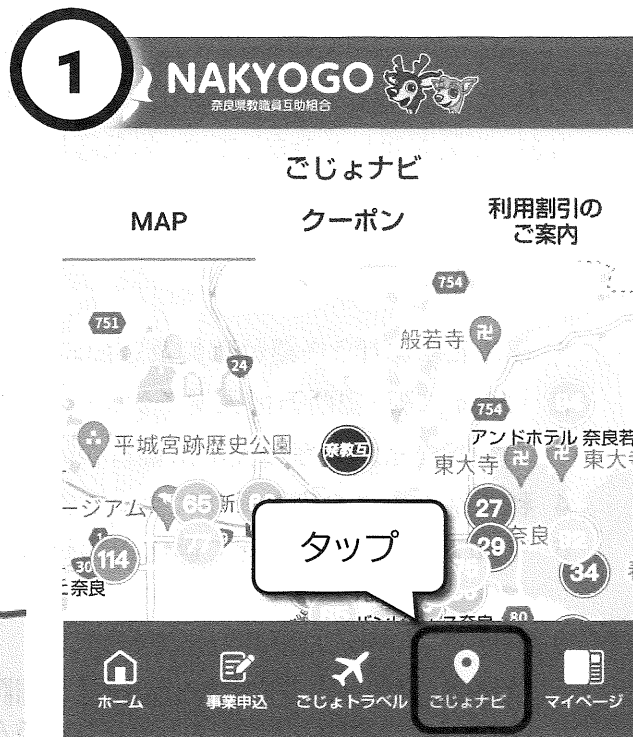 1
NAKYOGO
奈良県教職員互助組合
ごじょナビ
MAP
クーポン
利用割引の
ご案内
754
751
般若寺
24
754
平城宮跡歴史公園
奈教互
アンドホテル 奈良若
東大寺
東大寺
ージアム
65
新
27
タップ
114
29
奈良
30
34
奈良
80
ホーム
事業申込
ごじょトラベル
ごじょナビ
マイページ